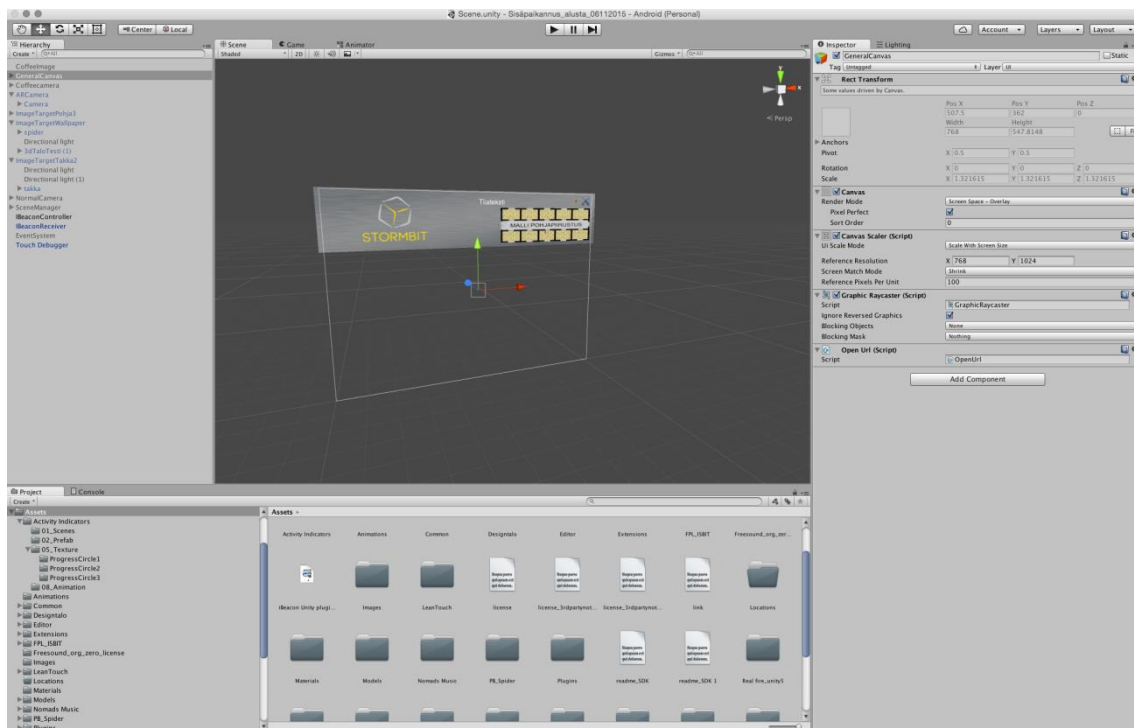 Scene.unity - Sisäpaikannus_alusta_06112015 - Android (Personal)
Center Local
Account Layers Layout
Hierarchy
Create All
CoffeeImage
GeneralCanvas
Coffeecamera
ARCamera
Camera
ImageTargetPohja3
ImageTargetWallpaper
spider
Directional light
3dTaloTesti (1)
ImageTargetTakka2
Directional light
Directional light (1)
takka
NormalCamera
SceneManager
iBeaconController
iBeaconReceiver
EventSystem
Touch Debugger
Scene Game Animator
Shaded 2D Gizmos All
y
x
Persp
STORMBIT
MALLI POHJAPIIRUSTUS
Inspector Lighting
GeneralCanvas Static
Tag Untagged Layer UI
Rect Transform
Some values driven by Canvas.
Pos X Pos Y Pos Z
507.5 362 0
Width Height
768 547.8148
Anchors
Pivot X 0.5 Y 0.5
Rotation X 0 Y 0 Z 0
Scale X 1.321615 Y 1.321615 Z 1.321615
Canvas
Render Mode Screen Space - Overlay
Pixel Perfect
Sort Order 0
Canvas Scaler (Script)
Ui Scale Mode Scale With Screen Size
Reference Resolution X 768 Y 1024
Screen Match Mode Shrink
Reference Pixels Per Unit 100
Graphic Raycaster (Script)
Script GraphicRaycaster
Ignore Reversed Graphics
Blocking Objects None
Blocking Mask Nothing
Open Url (Script)
Script OpenUrl
Add Component
Project Console
Create
Assets
Activity Indicators
01_Scenes
02_Prefab
05_Texture
ProgressCircle1
ProgressCircle2
ProgressCircle3
08_Animation
Animations
Common
Designtalo
Editor
Extensions
FPL_ISBIT
Freesound_org_zero_license
Images
LeanTouch
Locations
Materials
Models
Nomads Music
PB_Spider
Plugins
Assets
Activity Indicators Animations Common Designtalo Editor Extensions FPL_ISBIT Freesound_org_zer...
iBeacon Unity plugi... Images LeanTouch license license_3rdpartynot... license_3rdpartynote... link Locations
Materials Models Nomads Music PB_Spider Plugins readme_SDK readme_SDK 1 Real fire_unity5